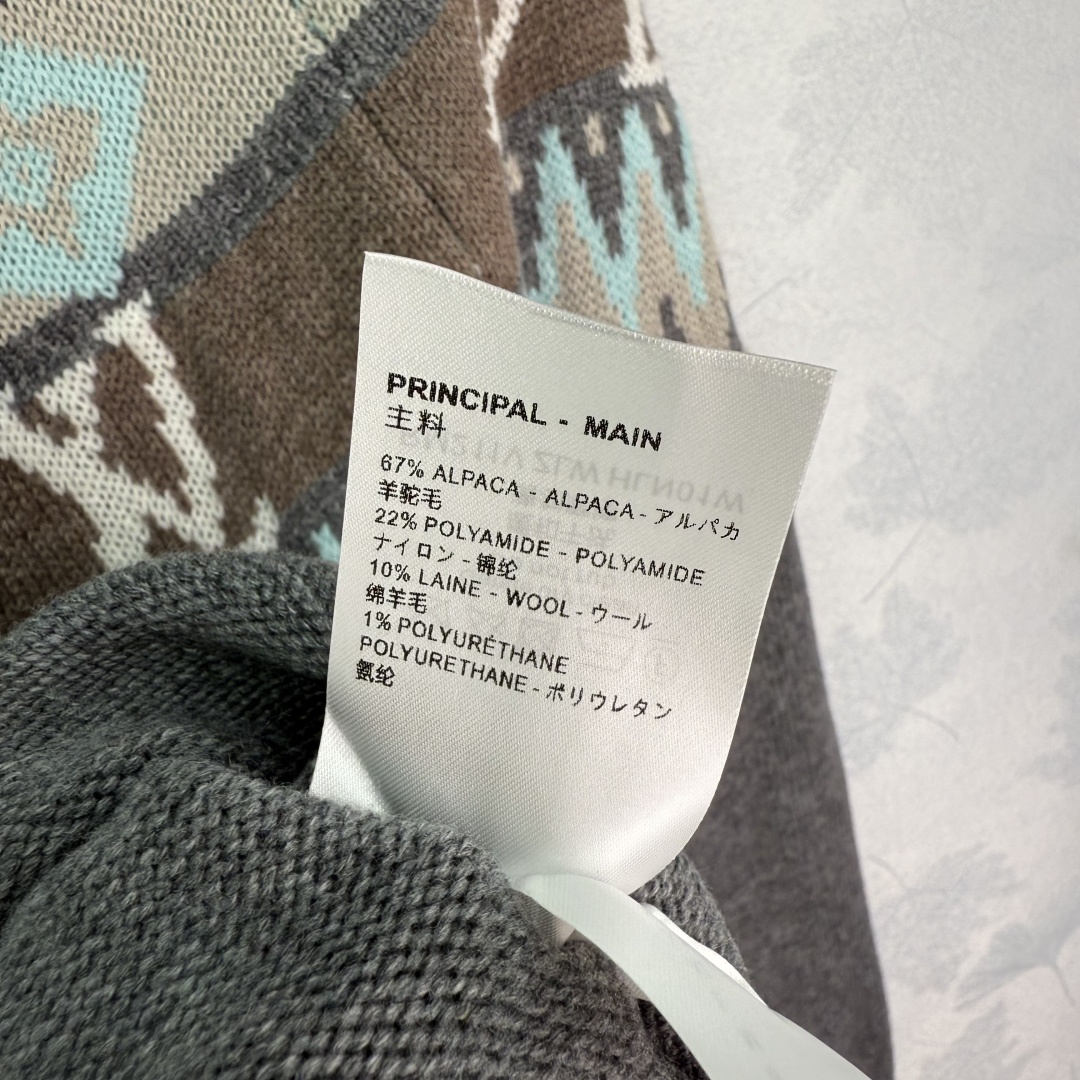 PRINCIPAL - MAIN
主料
67% ALPACA - ALPACA - アルパカ
羊驼毛
22% POLYAMIDE - POLYAMIDE
ナイロン - 锦纶
10% LAINE - WOOL - ウール
绵羊毛
1% POLYURÉTHANE
POLYURETHANE - ポリウレタン
氨纶